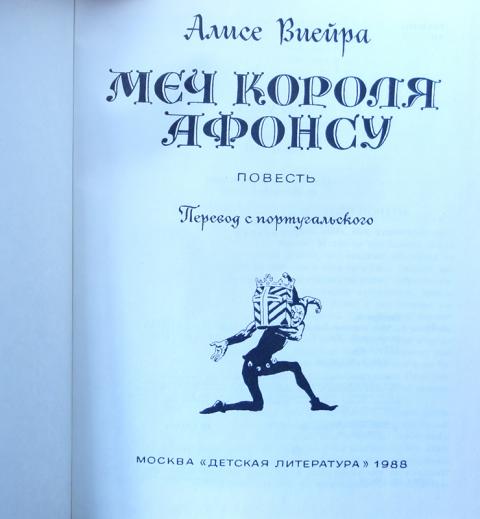 Алисе Виейра
МЕЧ КОРОЛЯ
АФОНСУ
ПОВЕСТЬ
Перевод с португальского
МОСКВА «ДЕТСКАЯ ЛИТЕРАТУРА» 1988